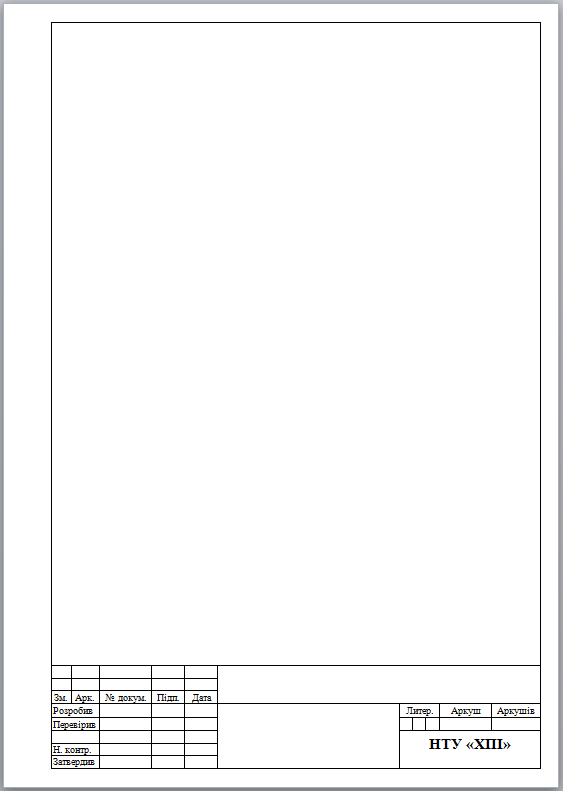 Зм. Арк. № докум. Підп. Дата
Розробив Литер. Аркуш Аркушів
Перевірив
НТУ «ХПІ»
Н. контр.
Затвердив